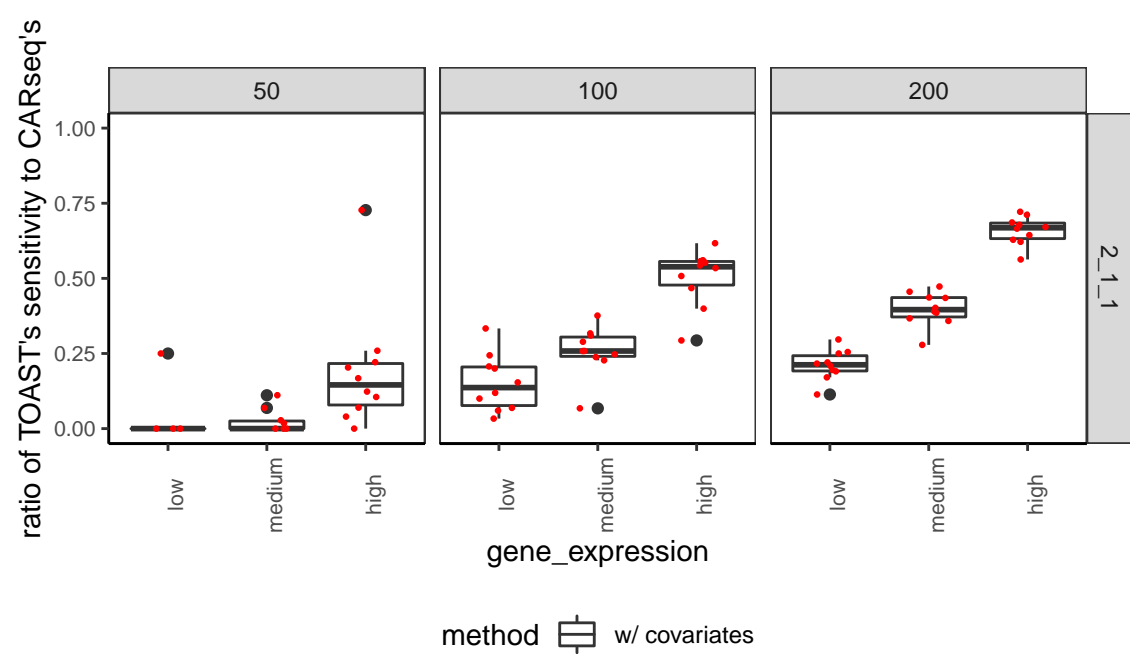 ratio of TOAST's sensitivity to CARseq's
50
100
200
2_1_1
1.00
0.75
0.50
0.25
0.00
low
medium
high
low
medium
high
low
medium
high
gene_expression
method w/ covariates